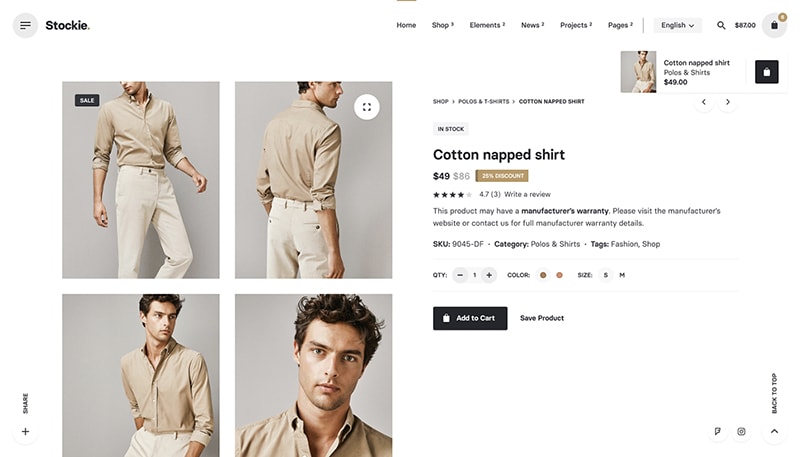 Stockie.
Home Shop 3 Elements 2 News 2 Projects 2 Pages 2 English $87.00 6
Cotton napped shirt
Polos & Shirts
$49.00
SALE
SHOP > POLOS & T-SHIRTS > COTTON NAPPED SHIRT
IN STOCK
Cotton napped shirt
$49 $86 25% DISCOUNT
4.7 (3) Write a review
This product may have a manufacturer's warranty. Please visit the manufacturer's
website or contact us for full manufacturer warranty details.
SKU: 9045-DF · Category: Polos & Shirts · Tags: Fashion, Shop
QTY: − 1 + COLOR: SIZE: S M
Add to Cart Save Product
SHARE
BACK TO TOP